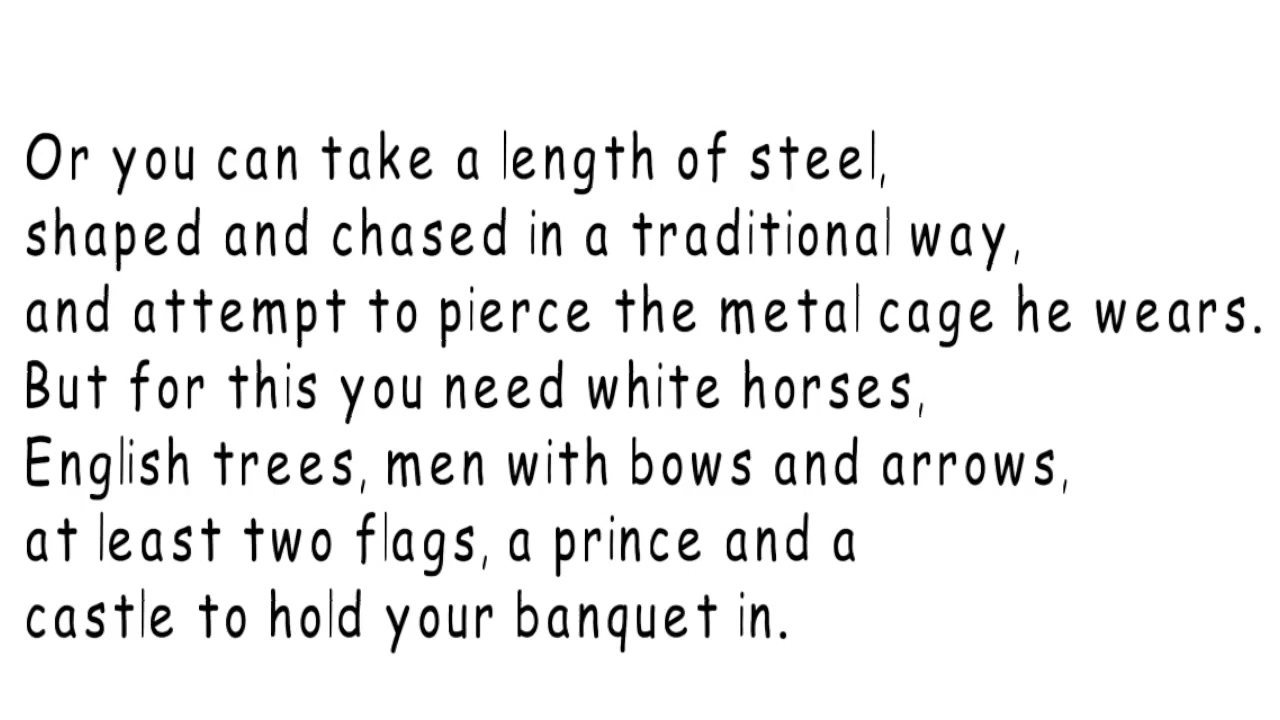 Or you can take a length of steel,
shaped and chased in a traditional way,
and attempt to pierce the metal cage he wears.
But for this you need white horses,
English trees, men with bows and arrows,
at least two flags, a prince and a
castle to hold your banquet in.